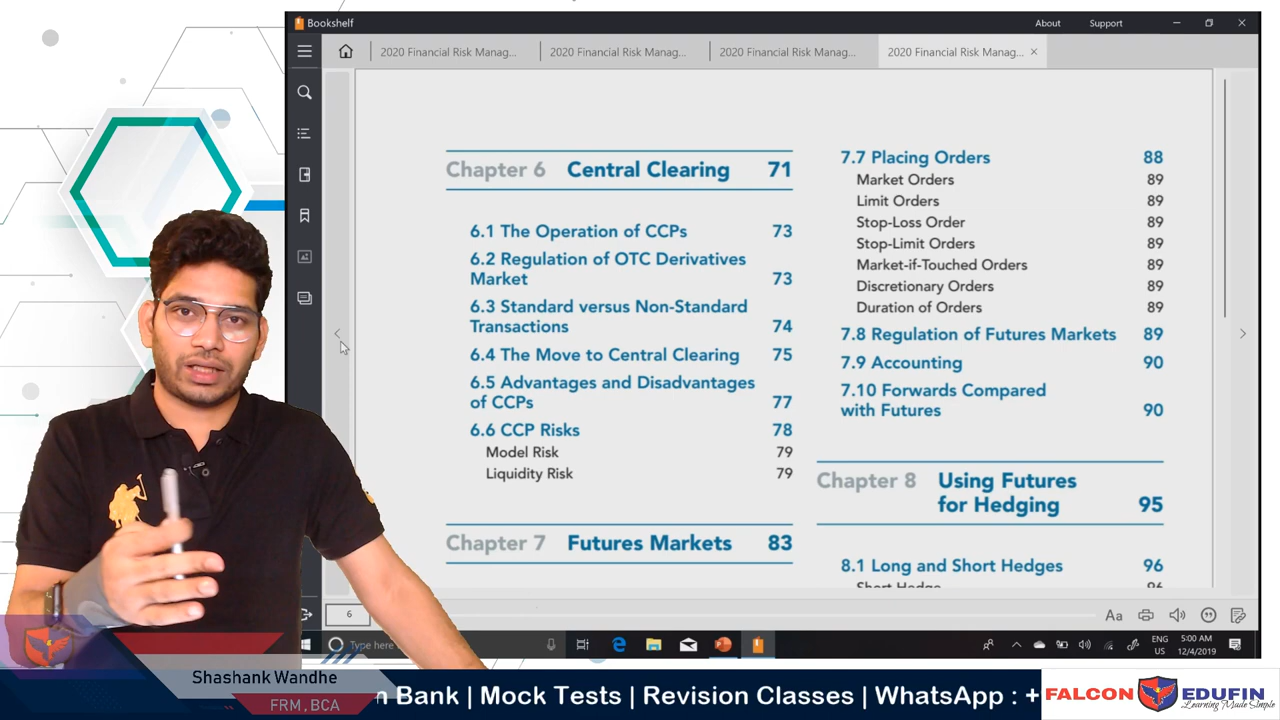 Bookshelf
About
Support
2020 Financial Risk Manag...
2020 Financial Risk Manag...
2020 Financial Risk Manag...
2020 Financial Risk Manag...
Chapter 6 Central Clearing 71
6.1 The Operation of CCPs 73
6.2 Regulation of OTC Derivatives
Market 73
6.3 Standard versus Non-Standard
Transactions 74
6.4 The Move to Central Clearing 75
6.5 Advantages and Disadvantages
of CCPs 77
6.6 CCP Risks 78
Model Risk 79
Liquidity Risk 79
Chapter 7 Futures Markets 83
7.7 Placing Orders 88
Market Orders 89
Limit Orders 89
Stop-Loss Order 89
Stop-Limit Orders 89
Market-if-Touched Orders 89
Discretionary Orders 89
Duration of Orders 89
7.8 Regulation of Futures Markets 89
7.9 Accounting 90
7.10 Forwards Compared
with Futures 90
Chapter 8 Using Futures
for Hedging 95
8.1 Long and Short Hedges 96
Short Hedge 96
6
Aa
Type here
ENG
US
5:00 AM
12/4/2019
Shashank Wandhe
FRM, BCA
n Bank | Mock Tests | Revision Classes | WhatsApp : +
FALCON EDUFIN
Learning Made Simple